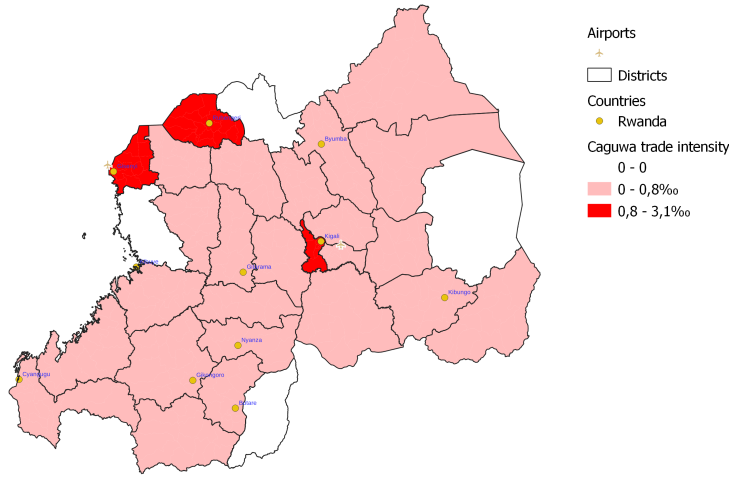 Airports
Districts
Countries
Rwanda
Caguwa trade intensity
0 - 0
0 - 0,8‰
0,8 - 3,1‰
Byumba
Kigali
Kibungo
Nyanza
Gikongoro
Butare
Cyangugu